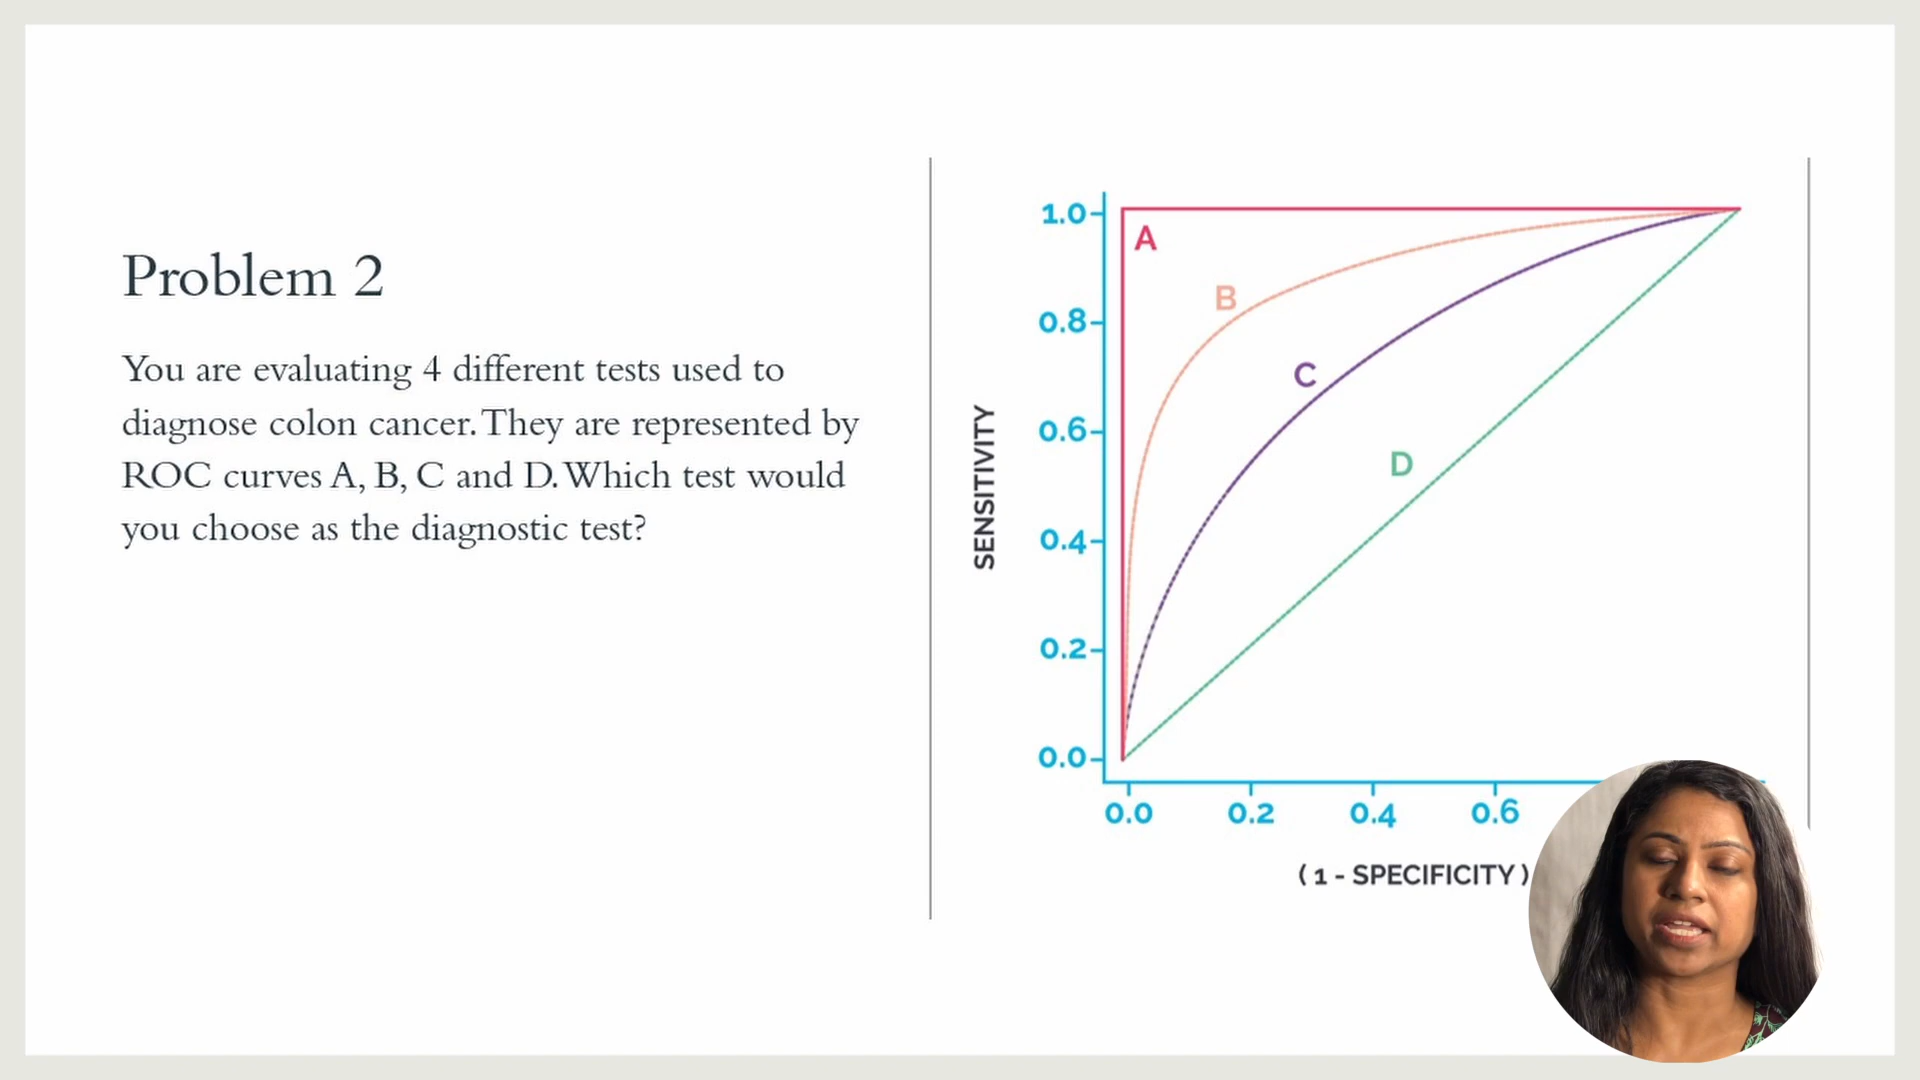 Problem 2
You are evaluating 4 different tests used to
diagnose colon cancer. They are represented by
ROC curves A, B, C and D. Which test would
you choose as the diagnostic test?
SENSITIVITY
1.0
0.8
0.6
0.4
0.2
0.0
A
B
C
D
0.0 0.2 0.4 0.6
( 1 - SPECIFICITY )